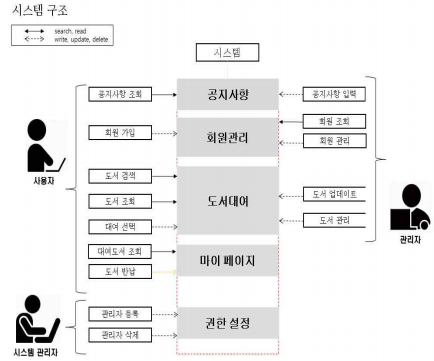 시스템 구조
search, read
write, update, delete
시스템
공지사항 조회
공지사항
공지사항 입력
회원 가입
회원관리
회원 조회
회원 관리
사용자
도서 검색
도서 조회
대여 선택
도서대여
도서 업데이트
도서 관리
관리자
대여도서 조회
도서 반납
마이 페이지
관리자 등록
관리자 삭제
권한 설정
시스템 관리자